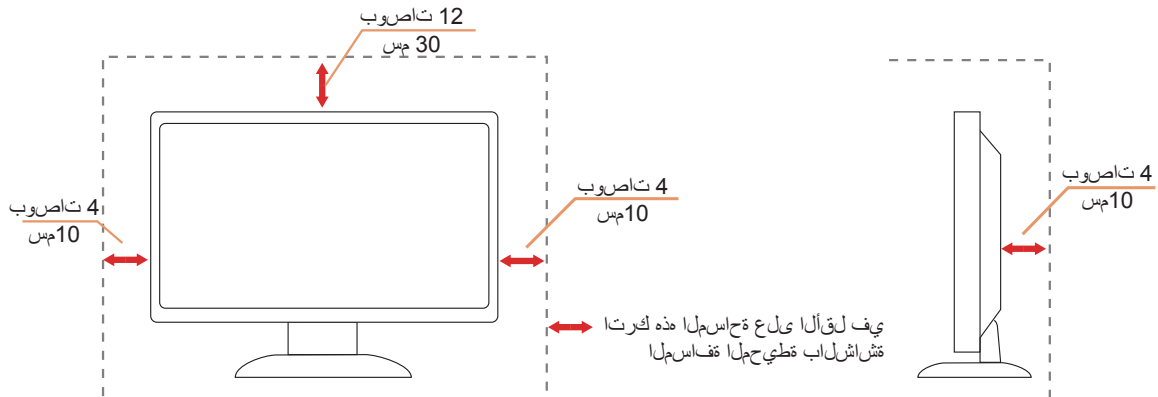 12 تاصوب
30 مس
4 تاصوب
10مس
4 تاصوب
10مس
4 تاصوب
10مس
يف لقألا ىلع ةحاسملا هذه كرتا
ةشاشلاب ةطيحملا ةفاسملا